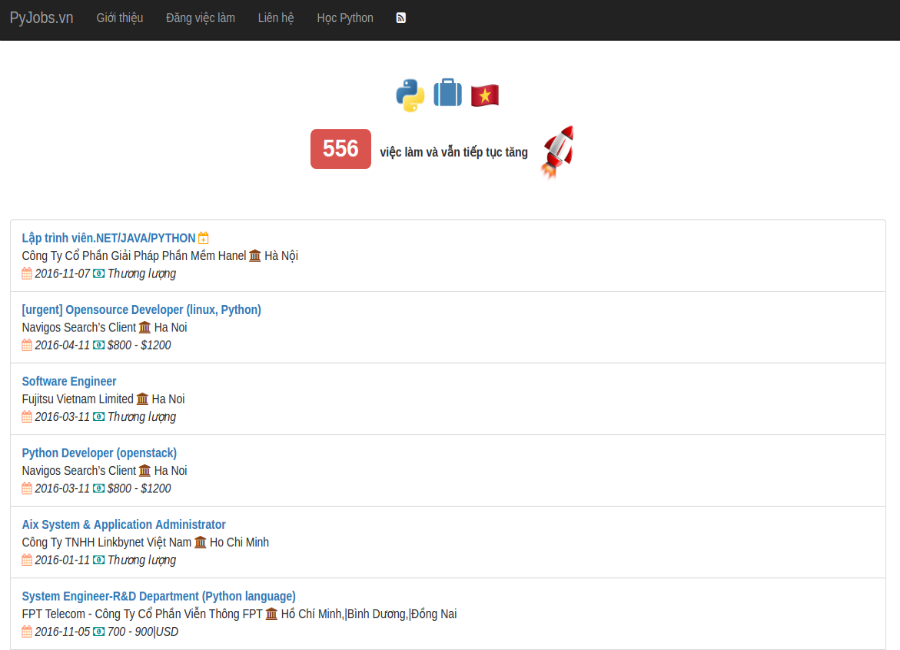 PyJobs.vn Giới thiệu Đăng việc làm Liên hệ Học Python
556 việc làm và vẫn tiếp tục tăng
Lập trình viên.NET/JAVA/PYTHON
Công Ty Cổ Phần Giải Pháp Phần Mềm Hanel Hà Nội
2016-11-07 Thương lượng
[urgent] Opensource Developer (linux, Python)
Navigos Search's Client Ha Noi
2016-04-11 $800 - $1200
Software Engineer
Fujitsu Vietnam Limited Ha Noi
2016-03-11 Thương lượng
Python Developer (openstack)
Navigos Search's Client Ha Noi
2016-03-11 $800 - $1200
Aix System & Application Administrator
Công Ty TNHH Linkbynet Việt Nam Ho Chi Minh
2016-01-11 Thương lượng
System Engineer-R&D Department (Python language)
FPT Telecom - Công Ty Cổ Phần Viễn Thông FPT Hồ Chí Minh,|Bình Dương,|Đồng Nai
2016-11-05 700 - 900|USD